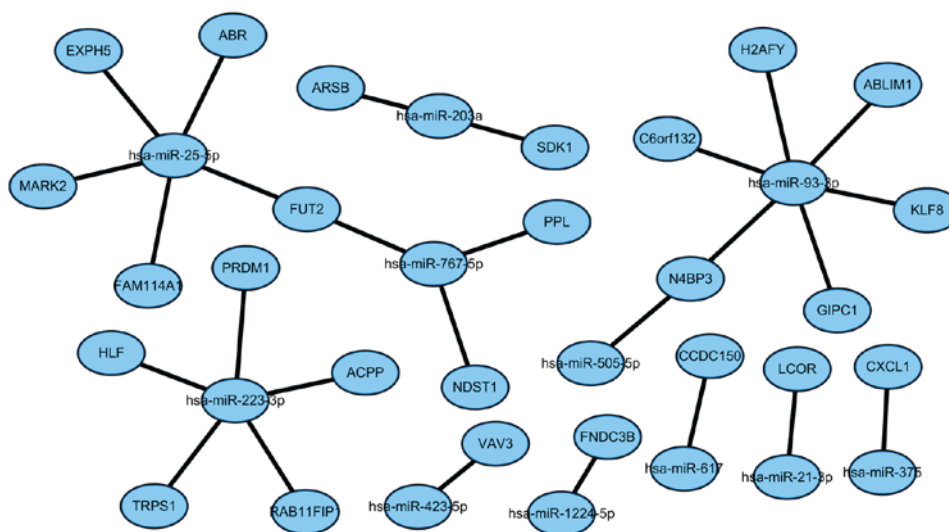 ABR
EXPH5
H2AFY
ABLIM1
ARSB
hsa-miR-203a
C6orf132
SDK1
hsa-miR-25-5p
MARK2
hsa-miR-93-3p
FUT2
PPL
KLF8
hsa-miR-767-5p
PRDM1
FAM114A1
N4BP3
GIPC1
HLF
ACPP
hsa-miR-505-5p
CCDC150
LCOR
CXCL1
NDST1
hsa-miR-223-3p
VAV3
FNDC3B
hsa-miR-617
hsa-miR-21-3p
hsa-miR-375
TRPS1
RAB11FIP1
hsa-miR-423-5p
hsa-miR-1224-5p